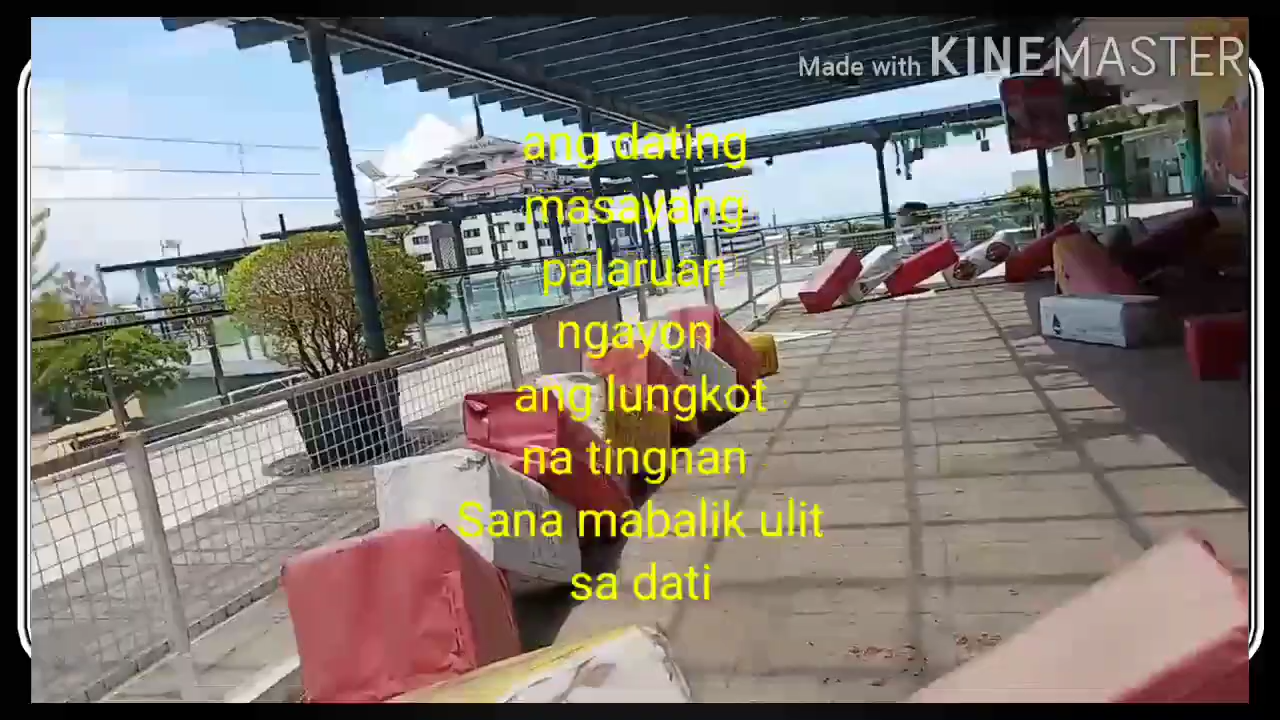 Made with KINEMASTER
ang dating
masayang
palaruan
ngayon
ang lungkot
na tingnan
Sana mabalik ulit
sa dati